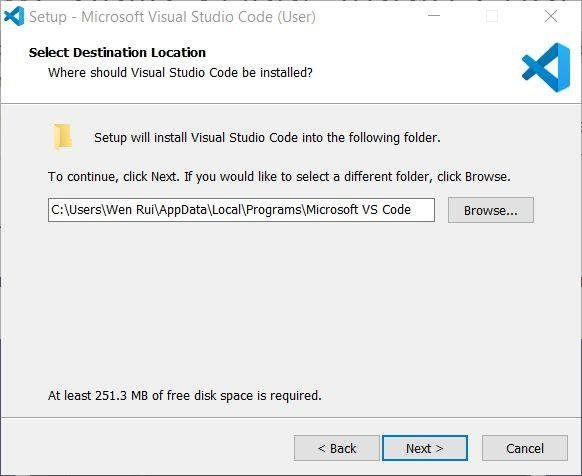 Setup - Microsoft Visual Studio Code (User)
Select Destination Location
Where should Visual Studio Code be installed?
Setup will install Visual Studio Code into the following folder.
To continue, click Next. If you would like to select a different folder, click Browse.
C:\Users\Wen Rui\AppData\Local\Programs\Microsoft VS Code
Browse...
At least 251.3 MB of free disk space is required.
< Back
Next >
Cancel